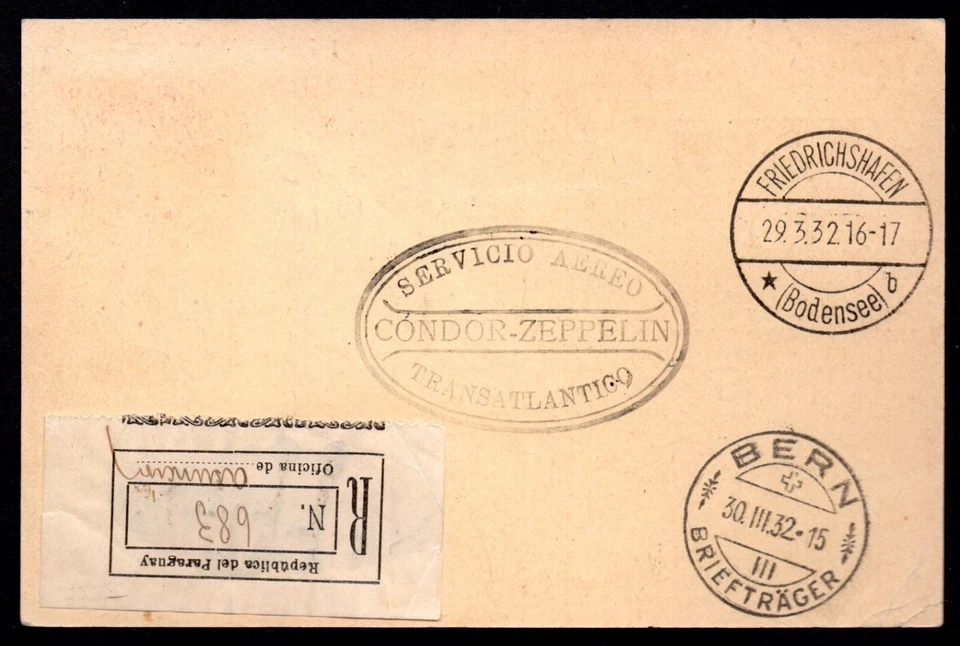 FRIEDRICHSHAFEN
29.3.32.16-17
★ (Bodensee) b
SERVICIO AEREO
CÓNDOR-ZEPPELIN
TRANSATLANTICO
BERN
30.III.32-15
III
BRIEFTRÄGER
República del Paraguay
R N. 683
Oficina de